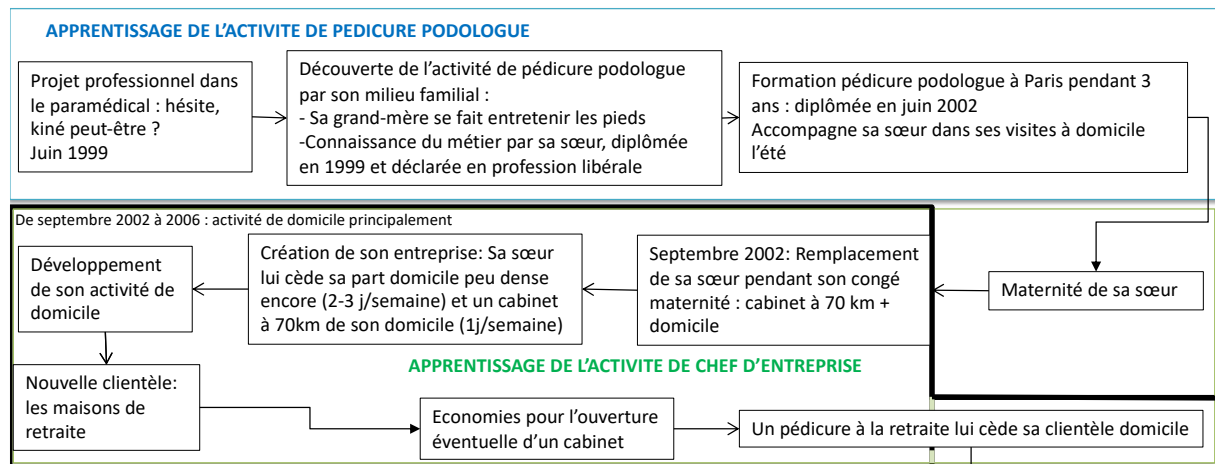 APPRENTISSAGE DE L'ACTIVITE DE PEDICURE PODOLOGUE
Projet professionnel dans
le paramédical : hésite,
kiné peut-être ?
Juin 1999
Découverte de l'activité de pédicure podologue
par son milieu familial :
- Sa grand-mère se fait entretenir les pieds
-Connaissance du métier par sa sœur, diplômée
en 1999 et déclarée en profession libérale
Formation pédicure podologue à Paris pendant 3
ans : diplômée en juin 2002
Accompagne sa sœur dans ses visites à domicile
l'été
De septembre 2002 à 2006 : activité de domicile principalement
Maternité de sa sœur
Septembre 2002: Remplacement
de sa sœur pendant son congé
maternité : cabinet à 70 km +
domicile
Création de son entreprise: Sa sœur
lui cède sa part domicile peu dense
encore (2-3 j/semaine) et un cabinet
à 70km de son domicile (1j/semaine)
Développement
de son activité de
domicile
APPRENTISSAGE DE L'ACTIVITE DE CHEF D'ENTREPRISE
Nouvelle clientèle:
les maisons de
retraite
Economies pour l'ouverture
éventuelle d'un cabinet
Un pédicure à la retraite lui cède sa clientèle domicile